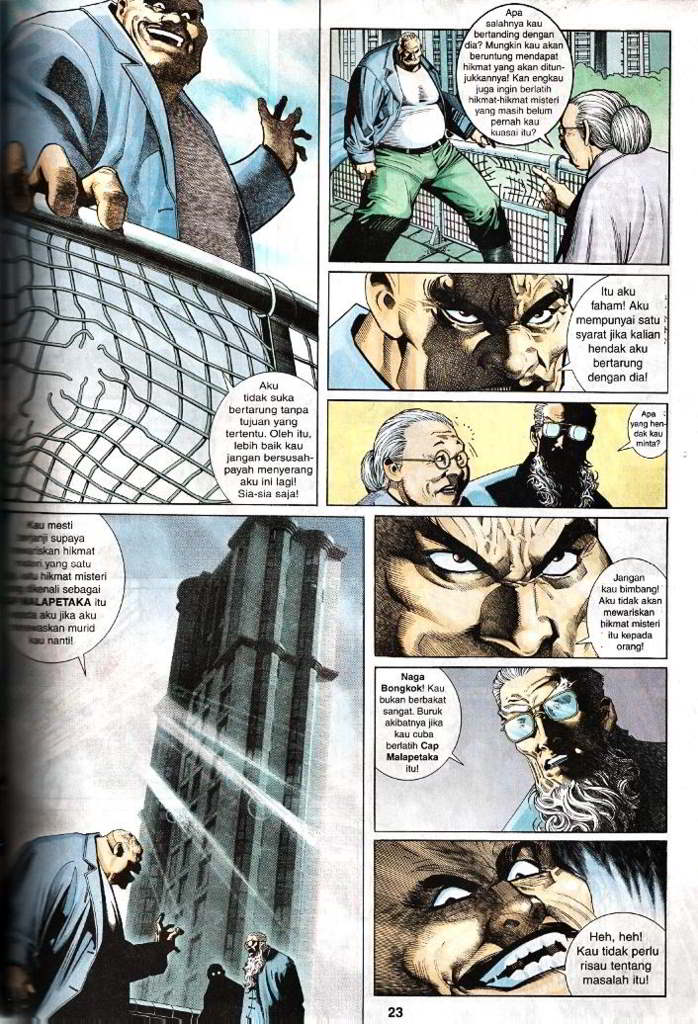 Aku
tidak suka
bertarung tanpa
tujuan yang
tertentu. Oleh itu,
lebih baik kau
jangan bersusah-
payah menyerang
aku ini lagi!
Sia-sia saja!
Apa
salahnya kau
bertanding dengan
dia? Mungkin kau akan
beruntung mendapat
hikmat yang akan ditun-
jukkannya! Kan engkau
juga ingin berlatih
hikmat-hikmat misteri
yang masih belum
pernah kau
kuasai itu?
Itu aku
faham! Aku
mempunyai satu
syarat jika kalian
hendak aku
bertarung
dengan dia!
Apa
yang hen-
dak kau
minta?
Kau mesti
supaya
hikmat
yang satu
hikmat misteri
dikenali sebagai
MALAPETAKA itu
kepada aku jika aku
murid
kau nanti!
Jangan
kau bimbang!
Aku tidak akan
mewariskan
hikmat misteri
itu kepada
orang!
Naga
Bongkok! Kau
bukan berbakat
sangat. Buruk
akibatnya jika
kau cuba
berlatih Cap
Malapetaka
itu!
Heh, heh!
Kau tidak perlu
risau tentang
masalah itu!
23